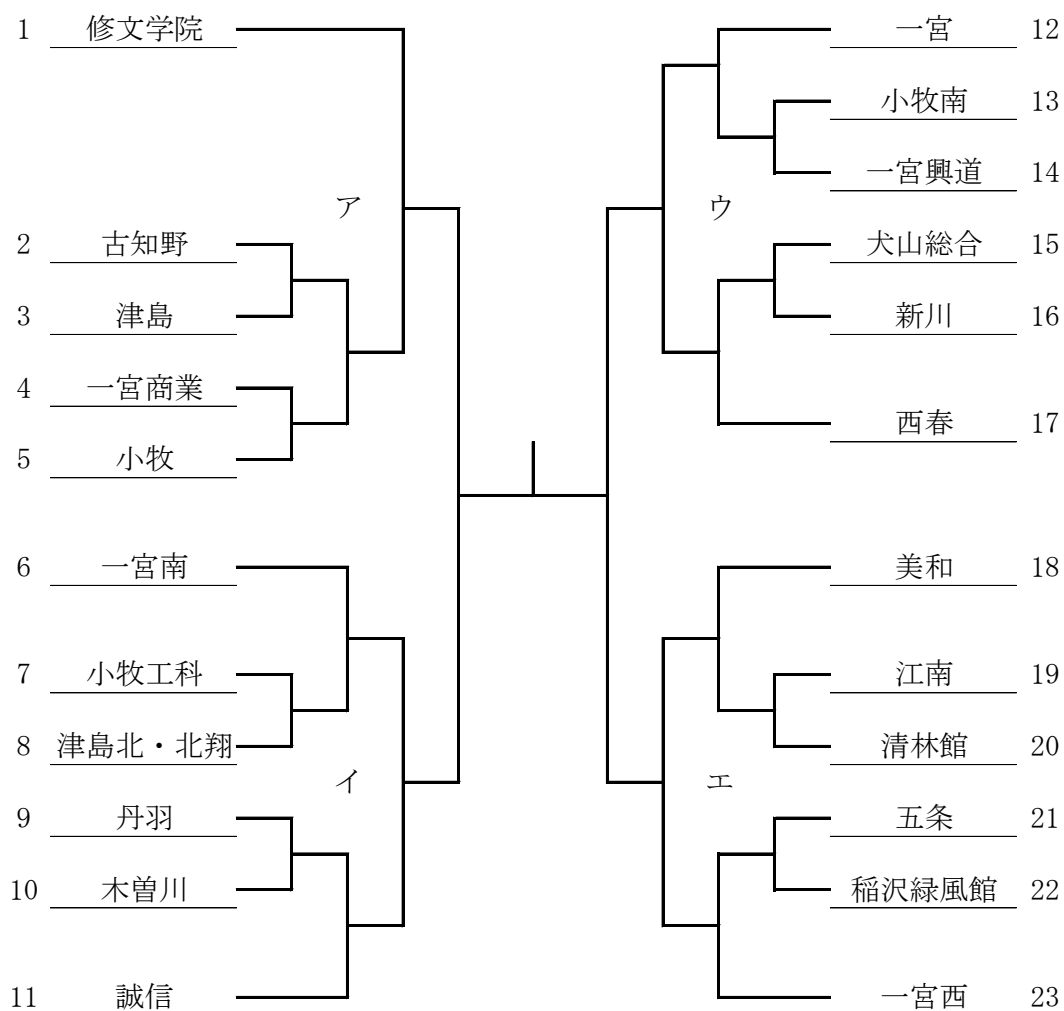 1 修文学院
ア
2 古知野
3 津島
4 一宮商業
5 小牧
6 一宮南
7 小牧工科
8 津島北・北翔
イ
9 丹羽
10 木曽川
11 誠信
一宮 12
小牧南 13
一宮興道 14
ウ
犬山総合 15
新川 16
西春 17
美和 18
江南 19
清林館 20
エ
五条 21
稲沢緑風館 22
一宮西 23